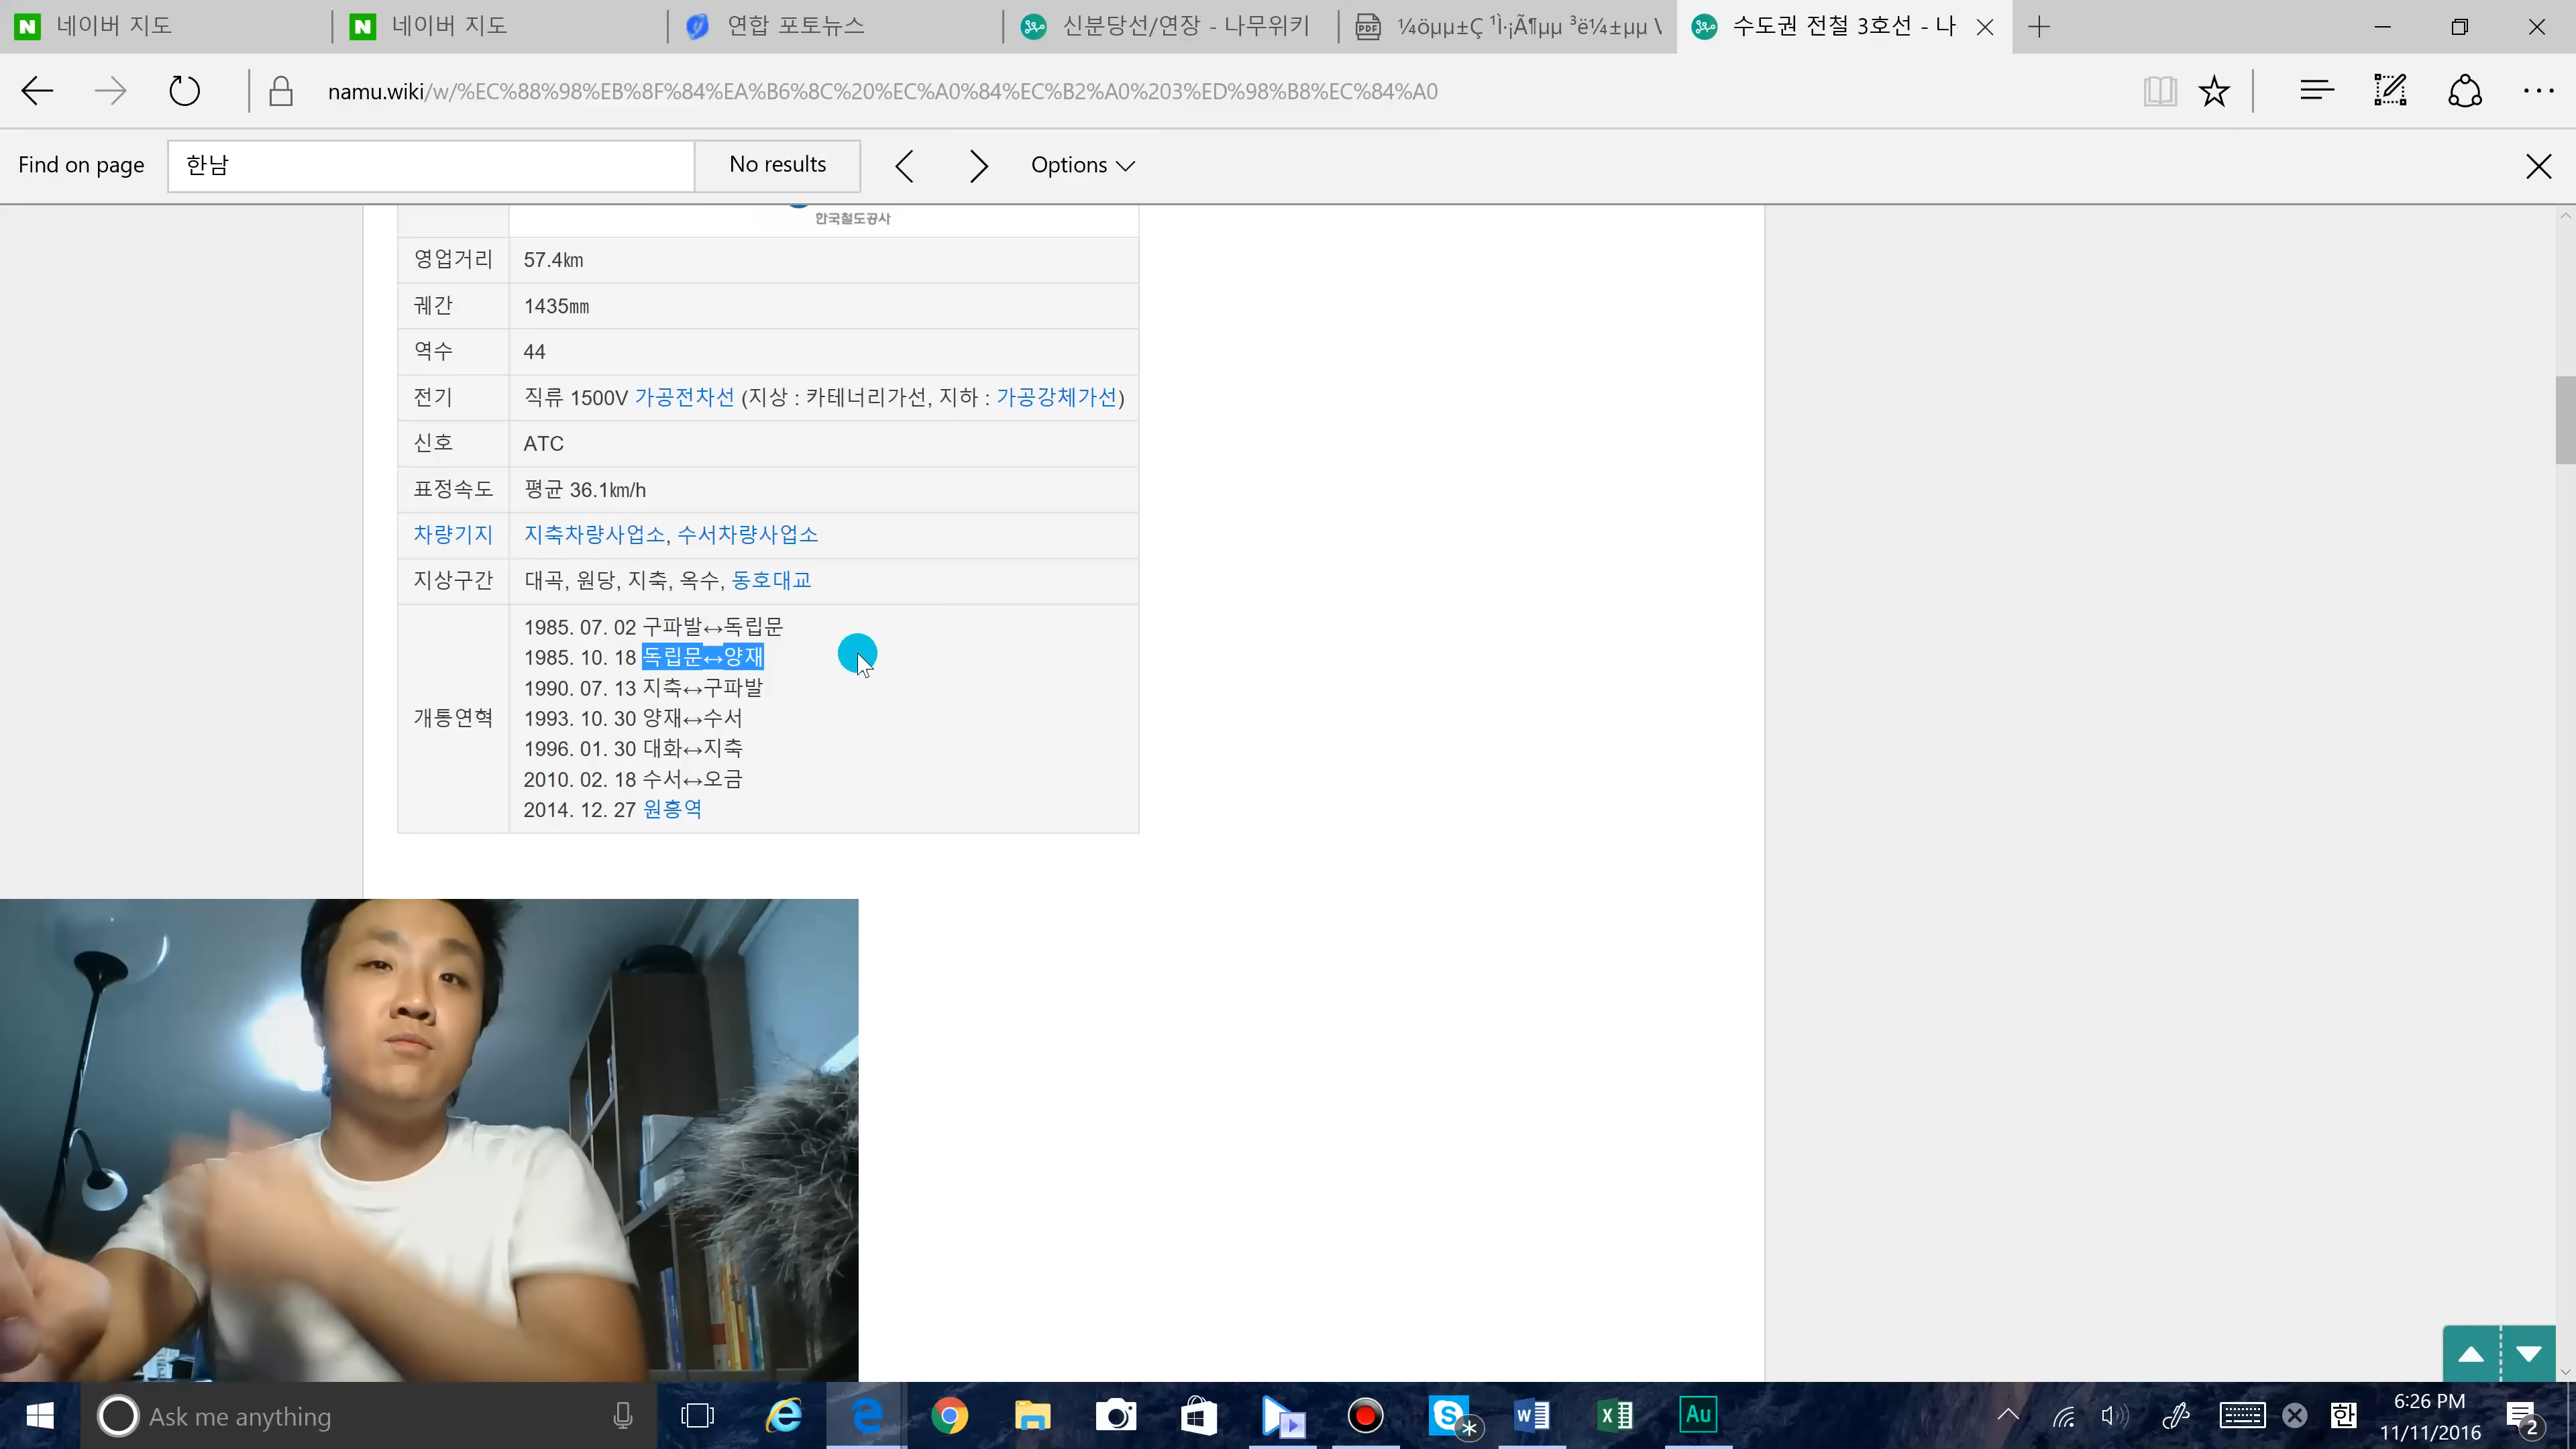 네이버 지도
네이버 지도
연합 포토뉴스
신분당선/연장 - 나무위키
¼öµµ±Ç ¹Ì·¡Ã¶µµ ³ë¼±µµ \
수도권 전철 3호선 - 나
namu.wiki/w/%EC%88%98%EB%8F%84%EA%B6%8C%20%EC%A0%84%EC%B2%A0%203%ED%98%B8%EC%84%A0
Find on page
한남
No results
Options
한국철도공사
영업거리 57.4㎞
궤간 1435㎜
역수 44
전기 직류 1500V 가공전차선 (지상 : 카테너리가선, 지하 : 가공강체가선)
신호 ATC
표정속도 평균 36.1㎞/h
차량기지 지축차량사업소, 수서차량사업소
지상구간 대곡, 원당, 지축, 옥수, 동호대교
개통연혁
1985. 07. 02 구파발↔독립문
1985. 10. 18 독립문↔양재
1990. 07. 13 지축↔구파발
1993. 10. 30 양재↔수서
1996. 01. 30 대화↔지축
2010. 02. 18 수서↔오금
2014. 12. 27 원흥역
Ask me anything
Au
한
6:26 PM
11/11/2016
2